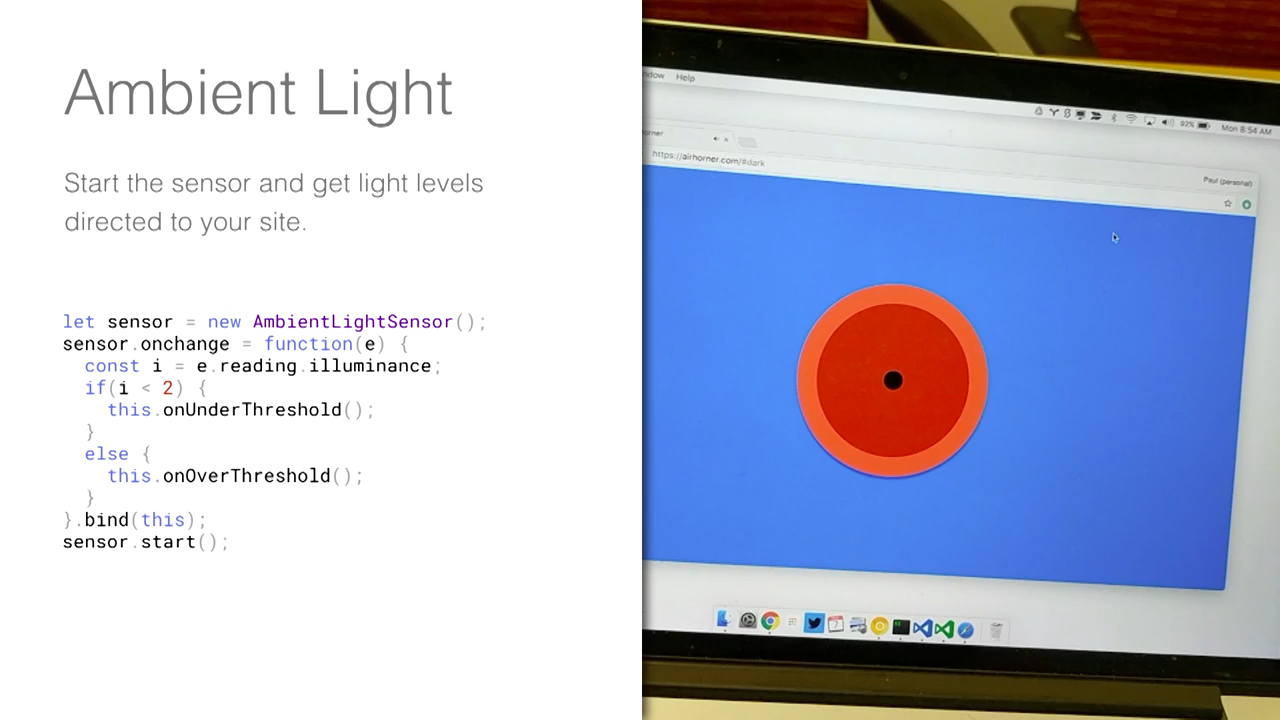 Ambient Light
Start the sensor and get light levels
directed to your site.
let sensor = new AmbientLightSensor();
sensor.onchange = function(e) {
  const i = e.reading.illuminance;
  if(i < 2) {
    this.onUnderThreshold();
  }
  else {
    this.onOverThreshold();
  }
}.bind(this);
sensor.start();
Help
92%
Mon 8:54 AM
https://airhorner.com/#dark
Paul (personal)
7